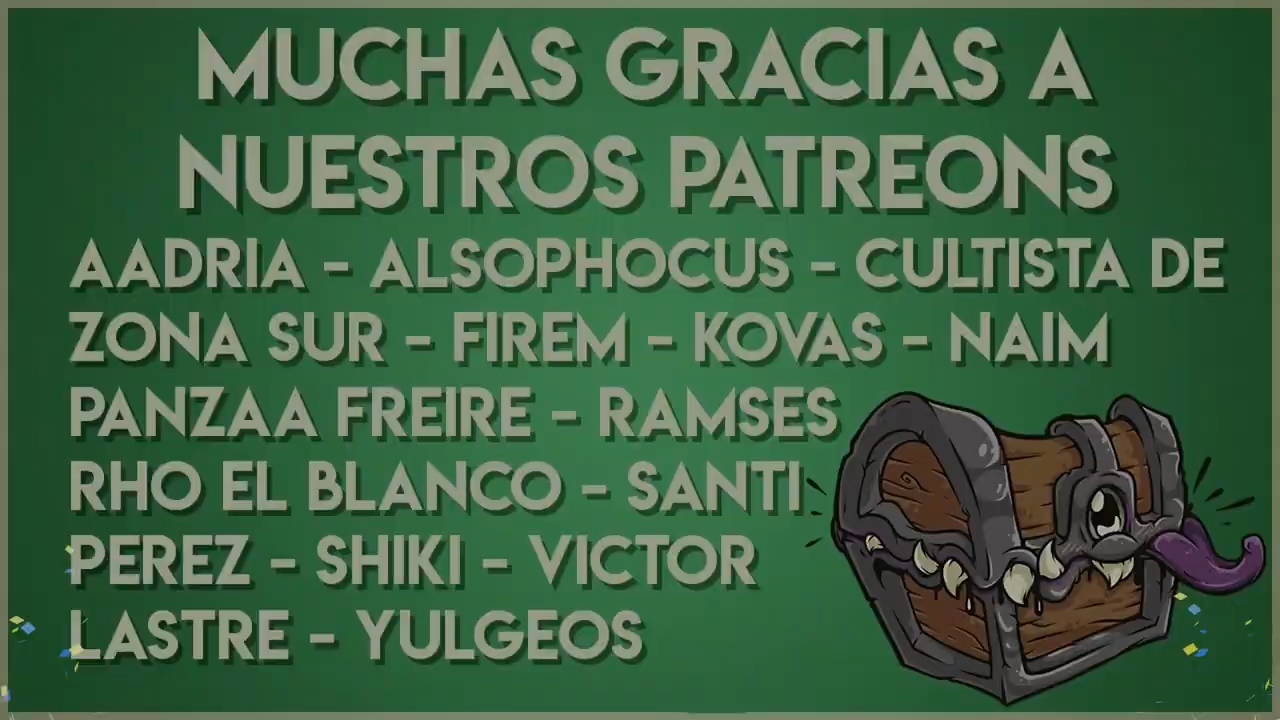 MUCHAS GRACIAS A
NUESTROS PATREONS
AADRIA - ALSOPHOCUS - CULTISTA DE
ZONA SUR - FIREM - KOVAS - NAIM
PANZAA FREIRE - RAMSES
RHO EL BLANCO - SANTI
PEREZ - SHIKI - VICTOR
LASTRE - YULGEOS